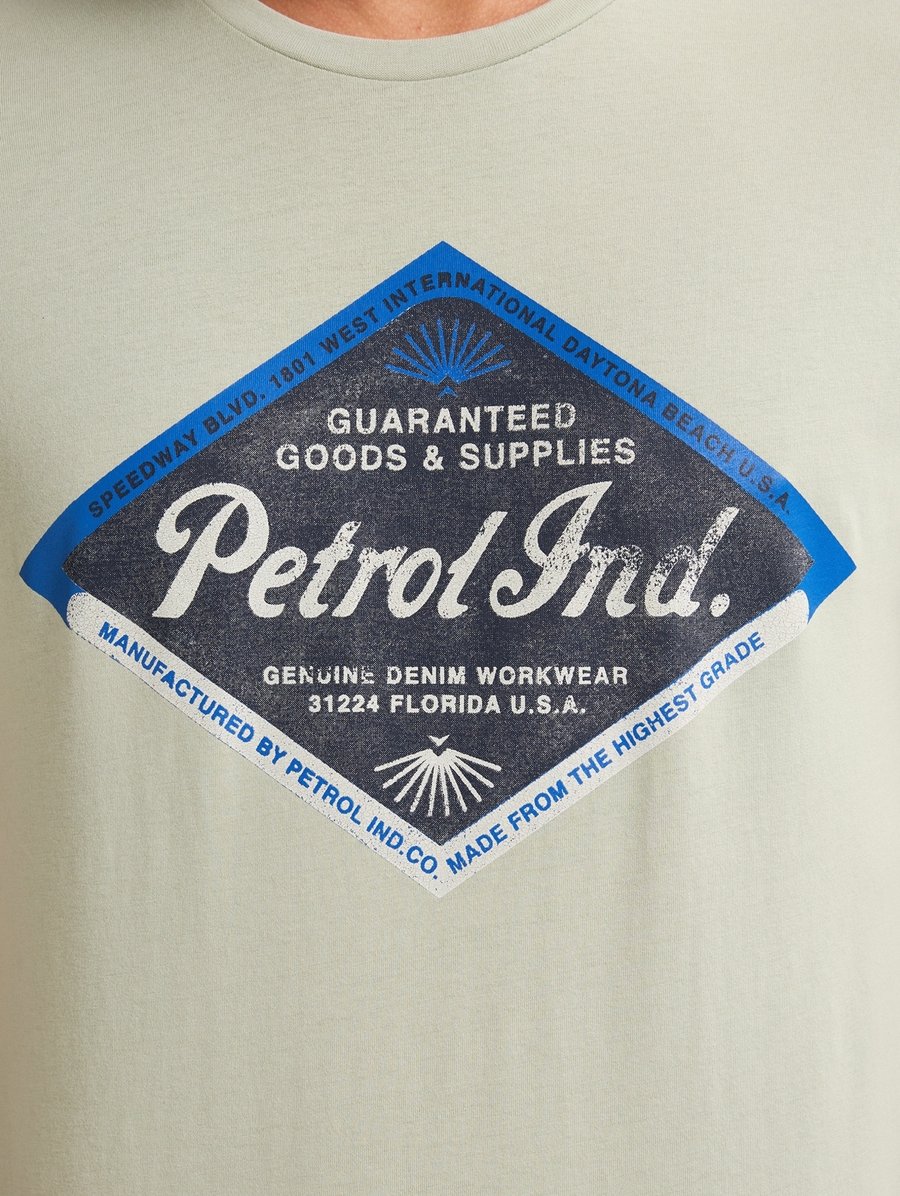 SPEEDWAY BLVD. 1801 WEST INTERNATIONAL DAYTONA BEACH U.S.A.
GUARANTEED
GOODS & SUPPLIES
Petrol Ind.
GENUINE DENIM WORKWEAR
31224 FLORIDA U.S.A.
MANUFACTURED BY PETROL IND.CO.
MADE FROM THE HIGHEST GRADE